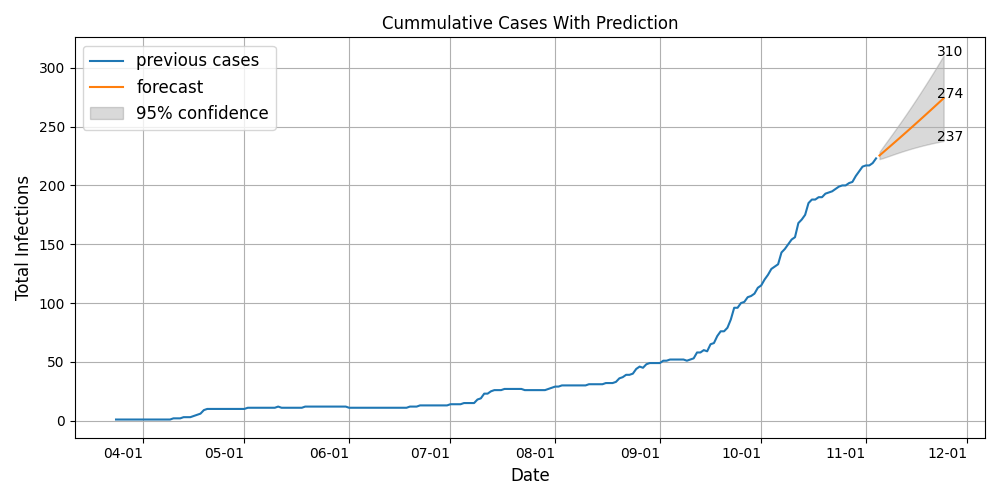 Cummulative Cases With Prediction
previous cases
forecast
95% confidence
310
274
237
300
250
200
150
100
50
0
Total Infections
04-01 05-01 06-01 07-01 08-01 09-01 10-01 11-01 12-01
Date